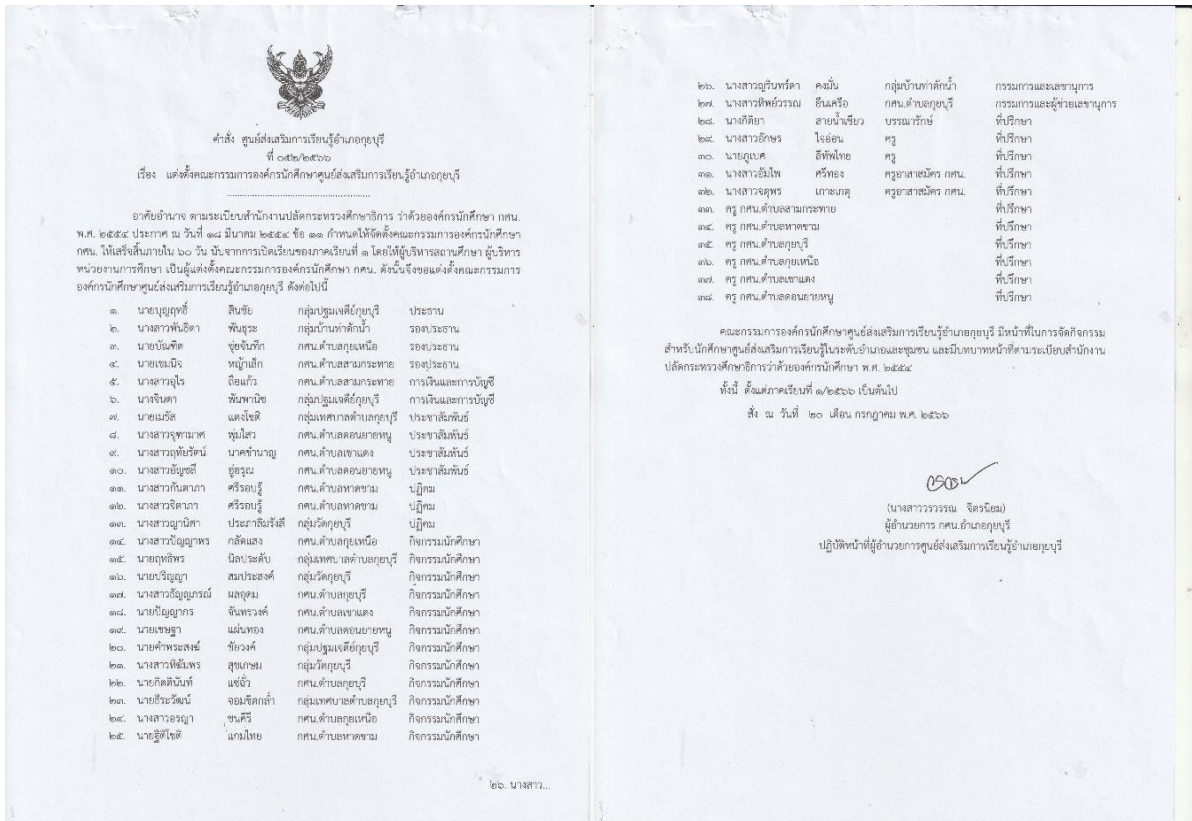 คำสั่ง ศูนย์ส่งเสริมการเรียนรู้อำเภอกุยบุรี
ที่ ๐๕๒/๒๕๖๖
เรื่อง แต่งตั้งคณะกรรมการองค์กรนักศึกษาศูนย์ส่งเสริมการเรียนรู้อำเภอกุยบุรี
อาศัยอำนาจ ตามระเบียบสำนักงานปลัดกระทรวงศึกษาธิการ ว่าด้วยองค์กรนักศึกษา กศน.
พ.ศ. ๒๕๕๔ ประกาศ ณ วันที่ ๑๘ มีนาคม ๒๕๕๔ ข้อ ๑๑ กำหนดให้จัดตั้งคณะกรรมการองค์กรนักศึกษา
กศน. ให้เสร็จสิ้นภายใน ๖๐ วัน นับจากการเปิดเรียนของภาคเรียนที่ ๑ โดยให้ผู้บริหารสถานศึกษา ผู้บริหาร
หน่วยงานการศึกษา เป็นผู้แต่งตั้งคณะกรรมการองค์กรนักศึกษา กศน. ดังนั้นจึงขอแต่งตั้งคณะกรรมการ
องค์กรนักศึกษาศูนย์ส่งเสริมการเรียนรู้อำเภอกุยบุรี ดังต่อไปนี้
๑. นายบุญฤทธิ์ สินชัย กลุ่มปฐมเจดีย์กุยบุรี ประธาน
๒. นางสาวพันธิตา พันธุระ กลุ่มบ้านท่าตักน้ำ รองประธาน
๓. นายบัณฑิต ขุ่ยจันทึก กศน.ตำบลกุยเหนือ รองประธาน
๔. นายเขมนิจ หญ้าเล็ก กศน.ตำบลสามกระทาย รองประธาน
๕. นางสาวอุไร ถือแก้ว กศน.ตำบลสามกระทาย การเงินและการบัญชี
๖. นางจินดา พันพานิช กลุ่มปฐมเจดีย์กุยบุรี การเงินและการบัญชี
๗. นายเมธัส แดงโชติ กลุ่มเทศบาลตำบลกุยบุรี ประชาสัมพันธ์
๘. นางสาวจุฑามาศ พุ่มไสว กศน.ตำบลดอนยายหนู ประชาสัมพันธ์
๙. นางสาวฤทัยรัตน์ นาคชำนาญ กศน.ตำบลเขาแดง ประชาสัมพันธ์
๑๐. นางสาวอัญชลี อู่อรุณ กศน.ตำบลดอนยายหนู ประชาสัมพันธ์
๑๑. นางสาวกันตาภา ศรีรอบรู้ กศน.ตำบลหาดขาม ปฏิคม
๑๒. นางสาวจิตาภา ศรีรอบรู้ กศน.ตำบลหาดขาม ปฏิคม
๑๓. นางสาวญานิศา ประภาลิมรังสี กลุ่มวัดกุยบุรี ปฏิคม
๑๔. นางสาวปัญญาพร กลัดแสง กศน.ตำบลกุยเหนือ กิจกรรมนักศึกษา
๑๕. นายฤทธิพร นิลประดับ กลุ่มเทศบาลตำบลกุยบุรี กิจกรรมนักศึกษา
๑๖. นายปริญญา สมประสงค์ กลุ่มวัดกุยบุรี กิจกรรมนักศึกษา
๑๗. นางสาวธัญญภรณ์ ผลอุดม กศน.ตำบลกุยบุรี กิจกรรมนักศึกษา
๑๘. นายปัญญากร จันทรวงค์ กศน.ตำบลเขาแดง กิจกรรมนักศึกษา
๑๙. นายเชษฐา แผ่นทอง กศน.ตำบลดอนยายหนู กิจกรรมนักศึกษา
๒๐. นายคำพระสงฆ์ ชัยวงค์ กลุ่มปฐมเจดีย์กุยบุรี กิจกรรมนักศึกษา
๒๑. นางสาวทิฆัมพร สุขเกษม กลุ่มวัดกุยบุรี กิจกรรมนักศึกษา
๒๒. นายกิตตินันท์ แซ่ฉั่ว กศน.ตำบลกุยบุรี กิจกรรมนักศึกษา
๒๓. นายธีระวัฒน์ จอมขีดกล่ำ กลุ่มเทศบาลตำบลกุยบุรี กิจกรรมนักศึกษา
๒๔. นางสาวอรญา ชนคีรี กศน.ตำบลกุยเหนือ กิจกรรมนักศึกษา
๒๕. นายฐิติโชติ แกมไทย กศน.ตำบลหาดขาม กิจกรรมนักศึกษา
๒๖. นางสาว...
๒๖. นางสาวญรินทร์ดา คงมั่น กลุ่มบ้านท่าตักน้ำ กรรมการและเลขานุการ
๒๗. นางสาวทิพย์วรรณ ยืนเครือ กศน.ตำบลกุยบุรี กรรมการและผู้ช่วยเลขานุการ
๒๘. นางกิติยา สายน้ำเขียว บรรณารักษ์ ที่ปรึกษา
๒๙. นางสาวอักษร ใจอ่อน ครู ที่ปรึกษา
๓๐. นายภูเบศ ลีทัพไทย ครู ที่ปรึกษา
๓๑. นางสาวอัมไพ ศรีทอง ครูอาสาสมัคร กศน. ที่ปรึกษา
๓๒. นางสาวจตุพร เกาะเกตุ ครูอาสาสมัคร กศน. ที่ปรึกษา
๓๓. ครู กศน.ตำบลสามกระทาย ที่ปรึกษา
๓๔. ครู กศน.ตำบลหาดขาม ที่ปรึกษา
๓๕. ครู กศน.ตำบลกุยบุรี ที่ปรึกษา
๓๖. ครู กศน.ตำบลกุยเหนือ ที่ปรึกษา
๓๗. ครู กศน.ตำบลเขาแดง ที่ปรึกษา
๓๘. ครู กศน.ตำบลดอนยายหนู ที่ปรึกษา
คณะกรรมการองค์กรนักศึกษาศูนย์ส่งเสริมการเรียนรู้อำเภอกุยบุรี มีหน้าที่ในการจัดกิจกรรม
สำหรับนักศึกษาศูนย์ส่งเสริมการเรียนรู้ในระดับอำเภอและชุมชน และมีบทบาทหน้าที่ตามระเบียบสำนักงาน
ปลัดกระทรวงศึกษาธิการว่าด้วยองค์กรนักศึกษา พ.ศ. ๒๕๕๔
ทั้งนี้ ตั้งแต่ภาคเรียนที่ ๑/๒๕๖๖ เป็นต้นไป
สั่ง ณ วันที่ ๒๐ เดือน กรกฎาคม พ.ศ. ๒๕๖๖
(นางสาววรวรรณ จิตรนิยม)
ผู้อำนวยการ กศน.อำเภอกุยบุรี
ปฏิบัติหน้าที่ผู้อำนวยการศูนย์ส่งเสริมการเรียนรู้อำเภอกุยบุรี